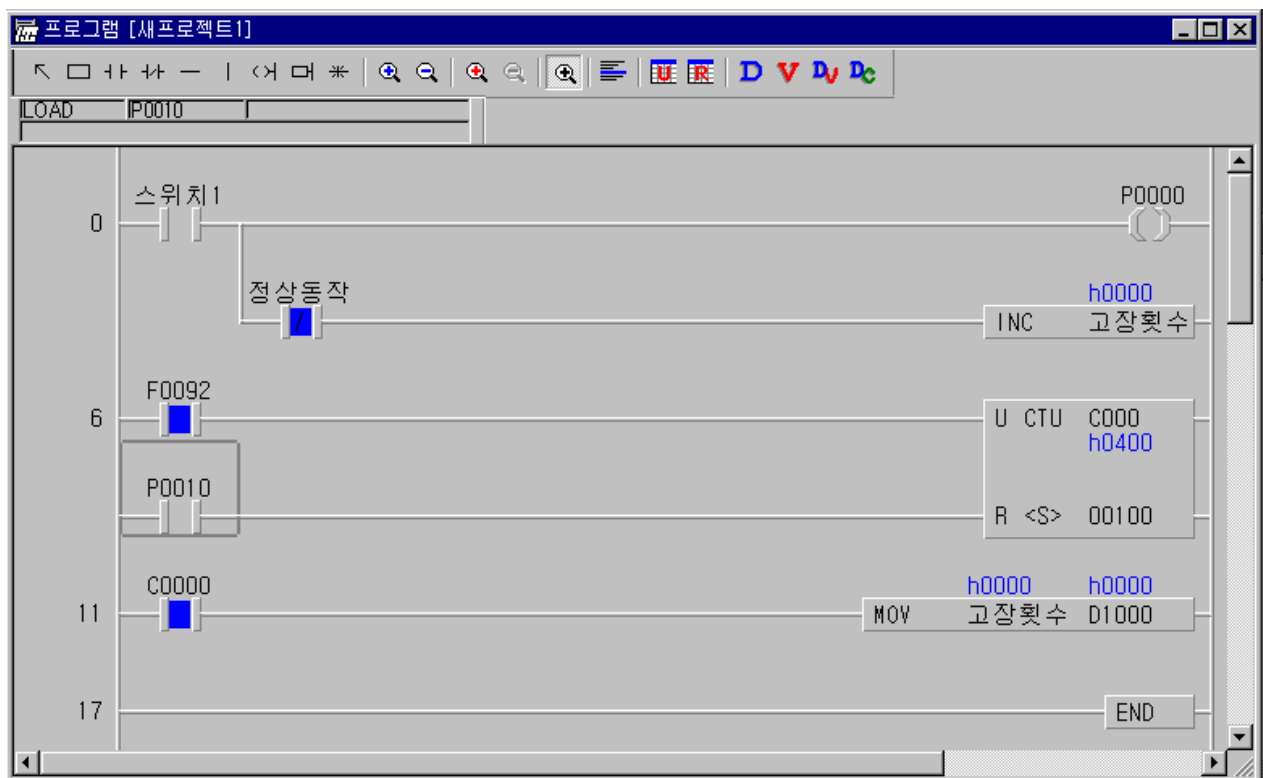 프로그램 [새프로젝트1]
U R D V DU DC
LOAD P0010
스위치1 P0000
0
정상동작 h0000
INC 고장횟수
F0092
6 U CTU C000
h0400
P0010
R <S> 00100
C0000 h0000 h0000
11 MOV 고장횟수 D1000
17 END